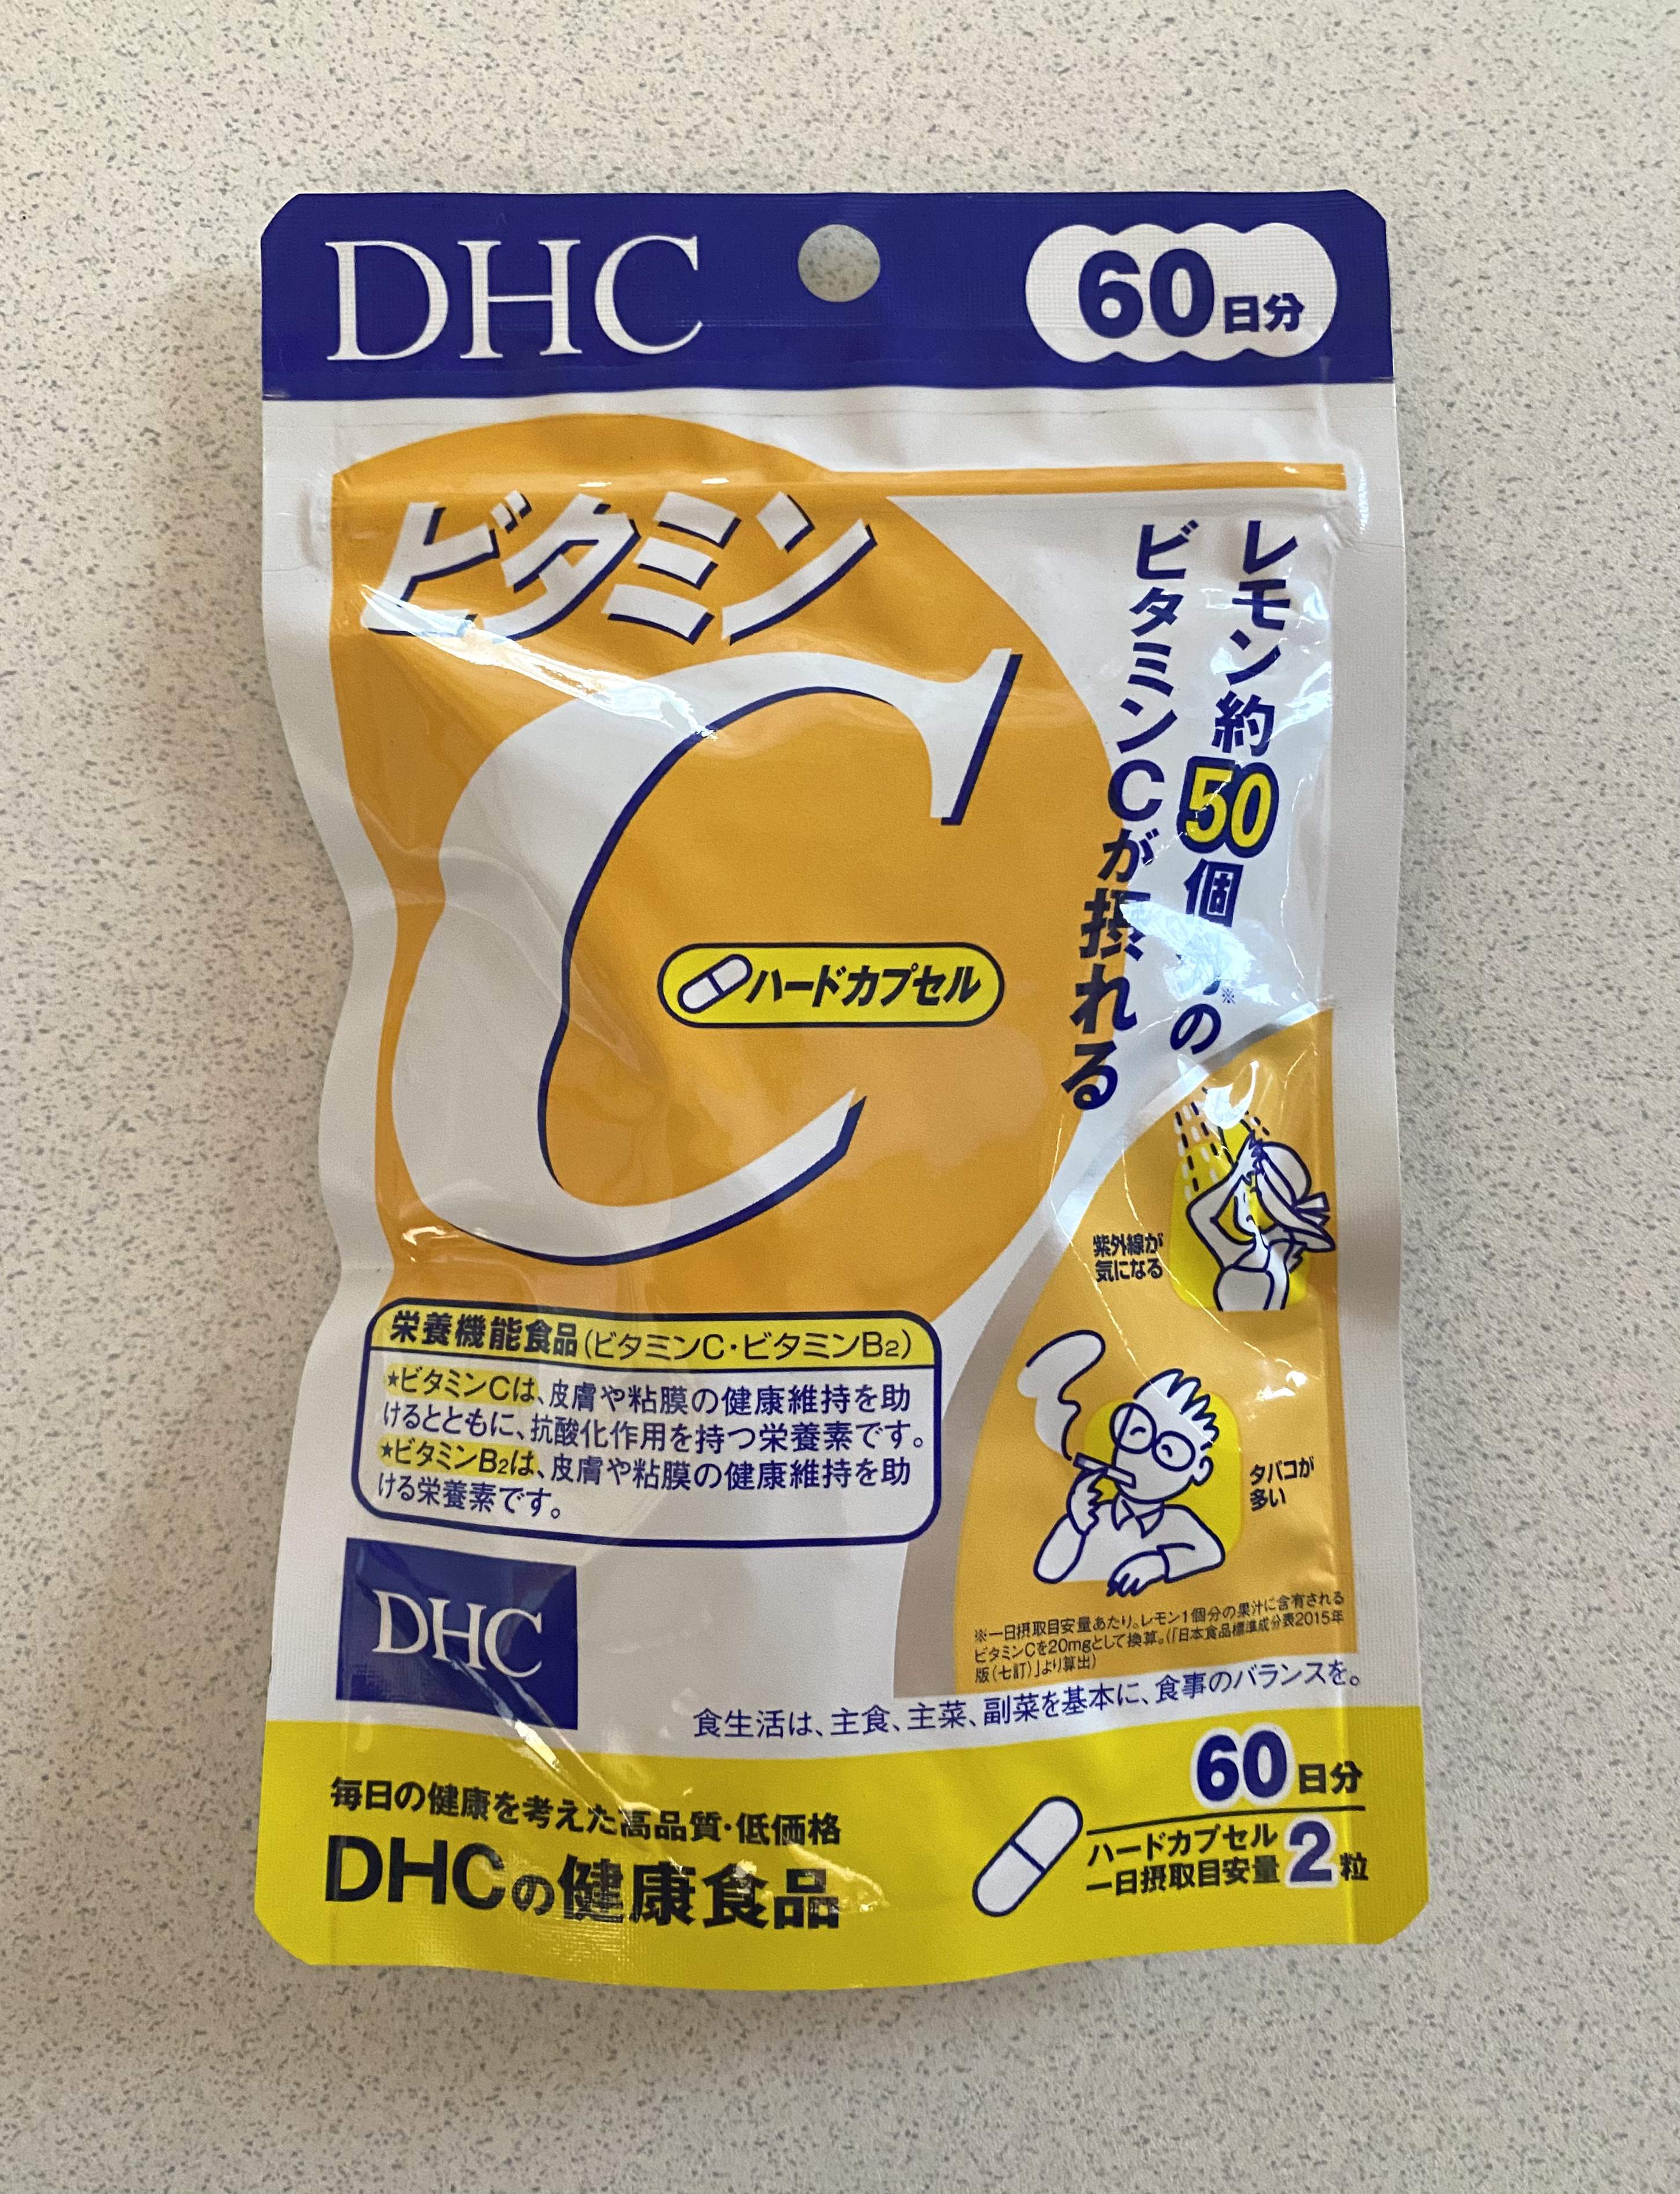 DHC
60日分
ビタミン
C
レモン約50個の
ビタミンCが摂れる
ハードカプセル
紫外線が
気になる
栄養機能食品(ビタミンC・ビタミンB2)
★ビタミンCは、皮膚や粘膜の健康維持を助
けるとともに、抗酸化作用を持つ栄養素です。
★ビタミンB2は、皮膚や粘膜の健康維持を助
ける栄養素です。
タバコが
多い
DHC
※一日摂取目安量あたり。レモン1個分の果汁に含有される
ビタミンCを20mgとして換算。(「日本食品標準成分表2015年
版(七訂)」より算出)
食生活は、主食、主菜、副菜を基本に、食事のバランスを。
毎日の健康を考えた高品質・低価格
DHCの健康食品
60日分
ハードカプセル
一日摂取目安量2粒